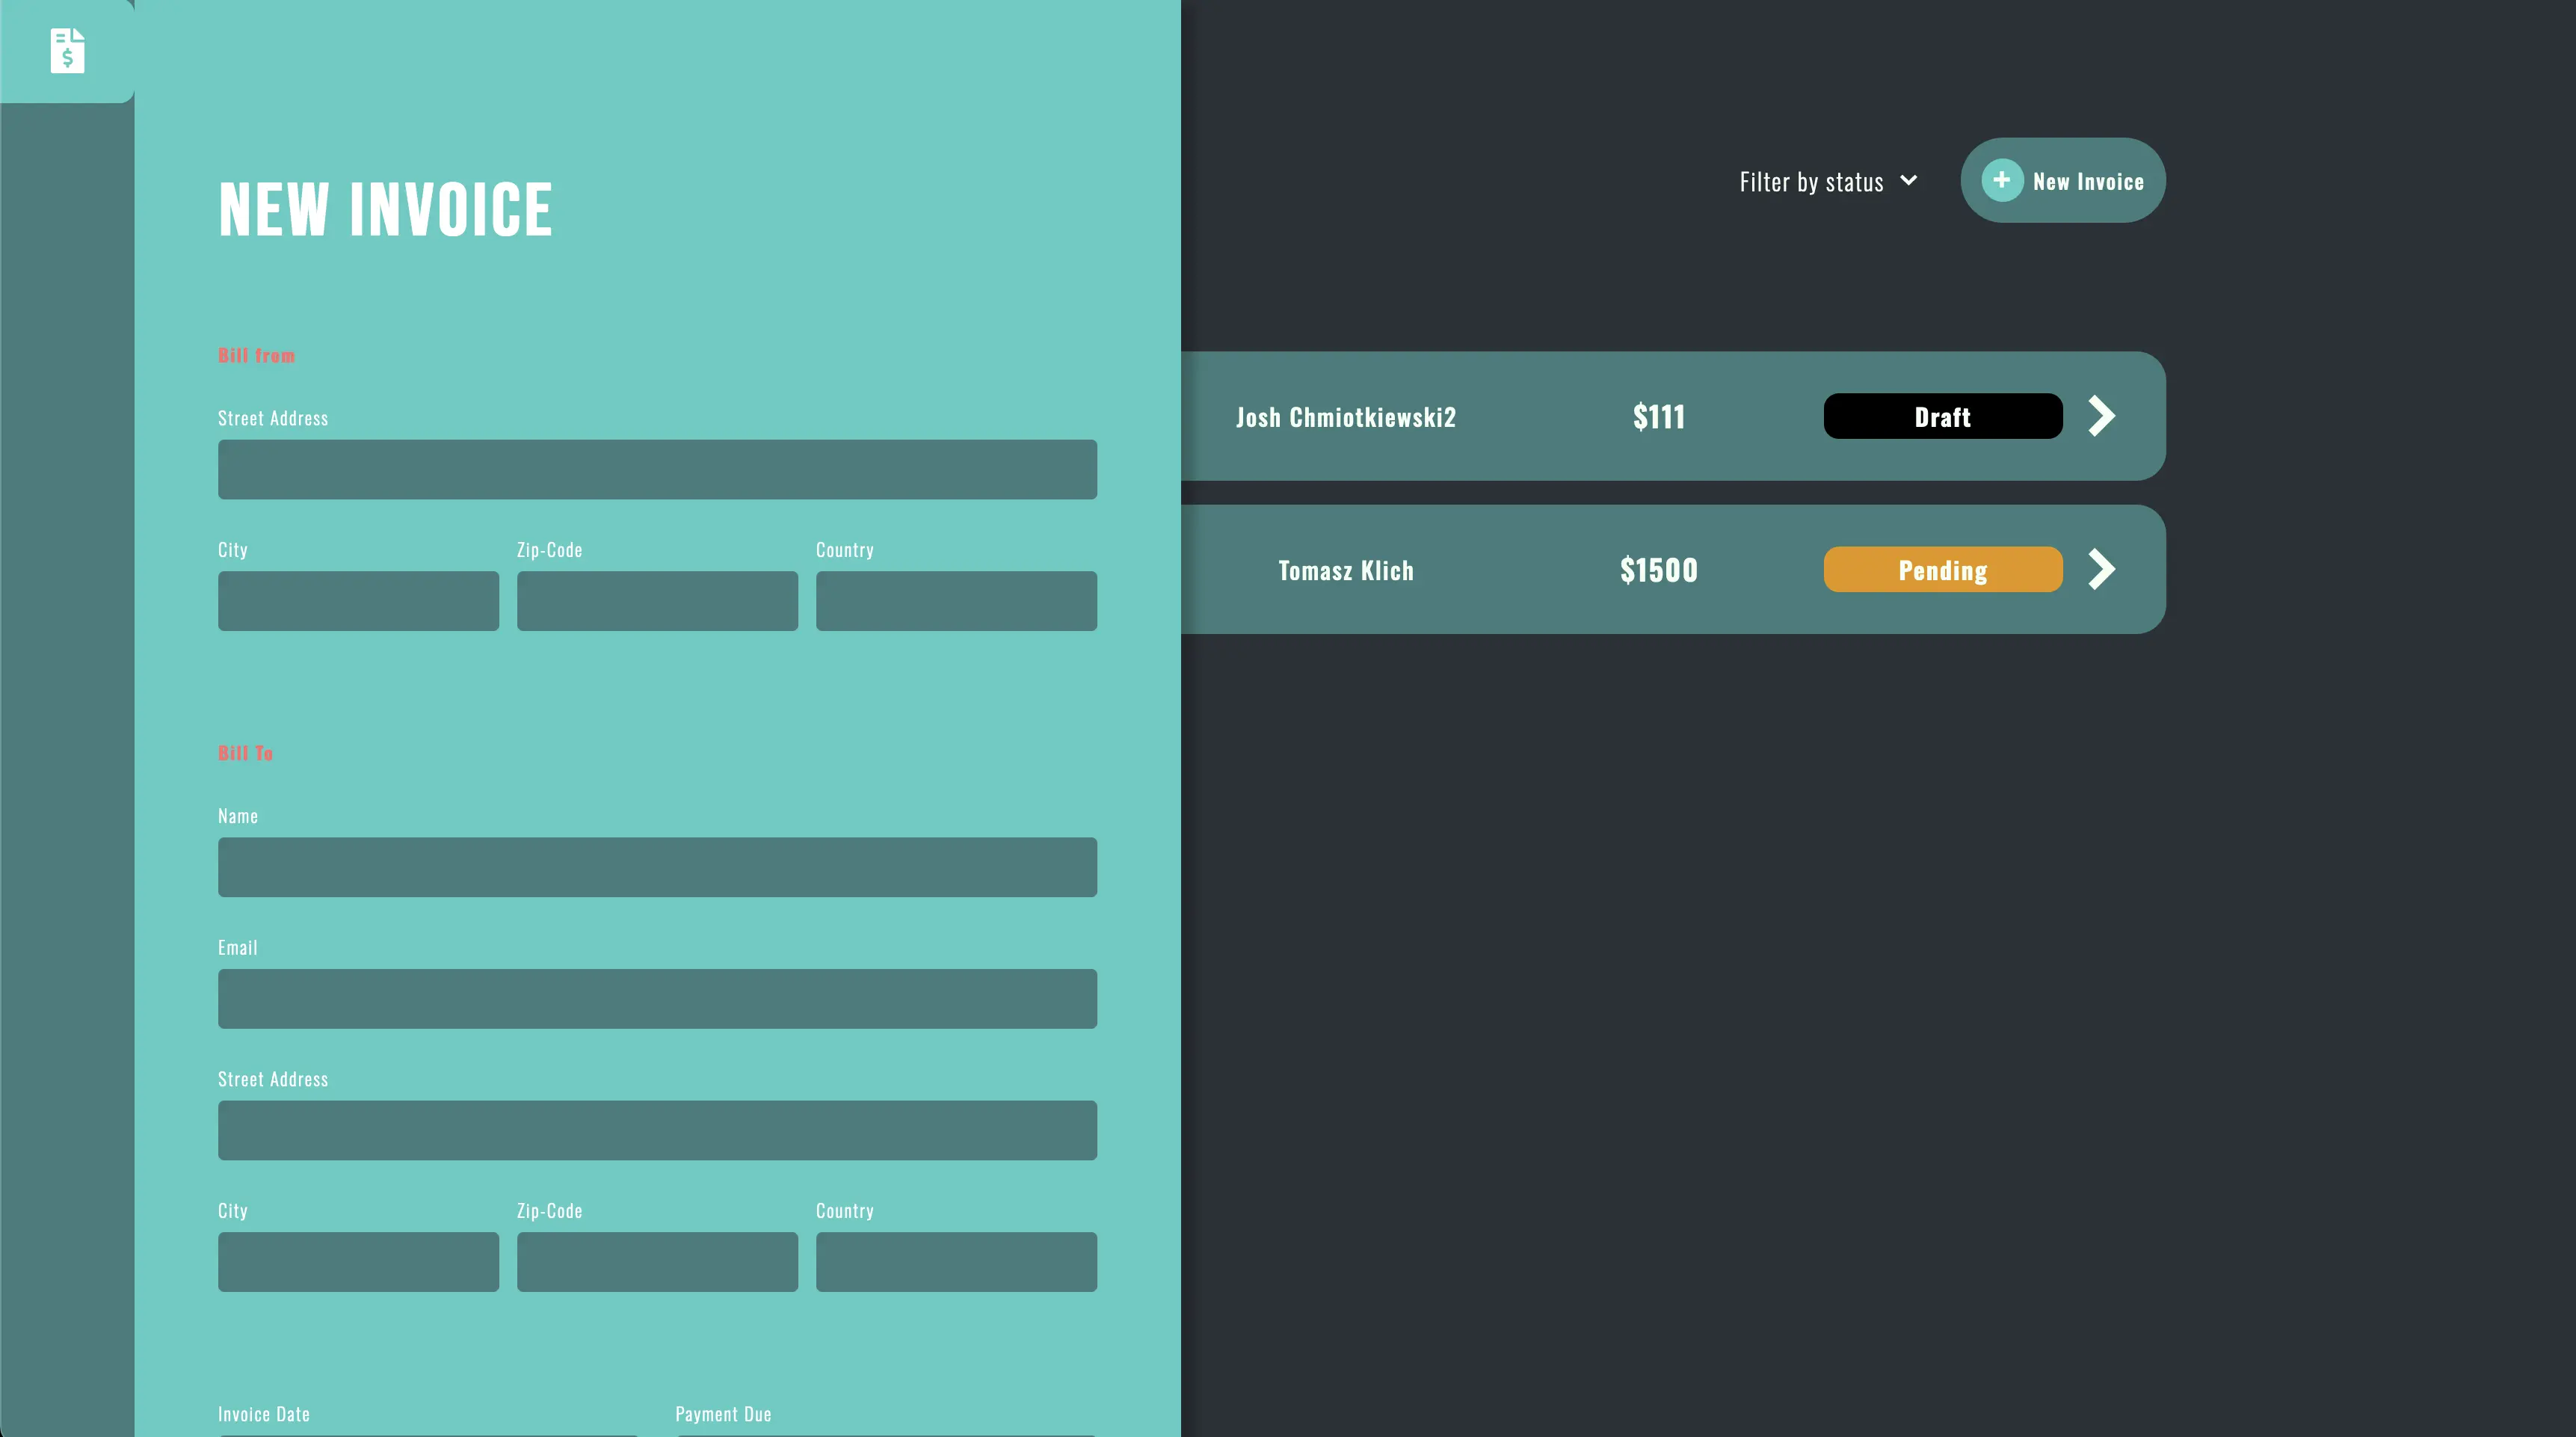 $
NEW INVOICE
Bill from
Street Address
City Zip-Code Country
Bill To
Name
Email
Street Address
City Zip-Code Country
Invoice Date Payment Due
Filter by status
+ New Invoice
Josh Chmiotkiewski2 $111 Draft
Tomasz Klich $1500 Pending